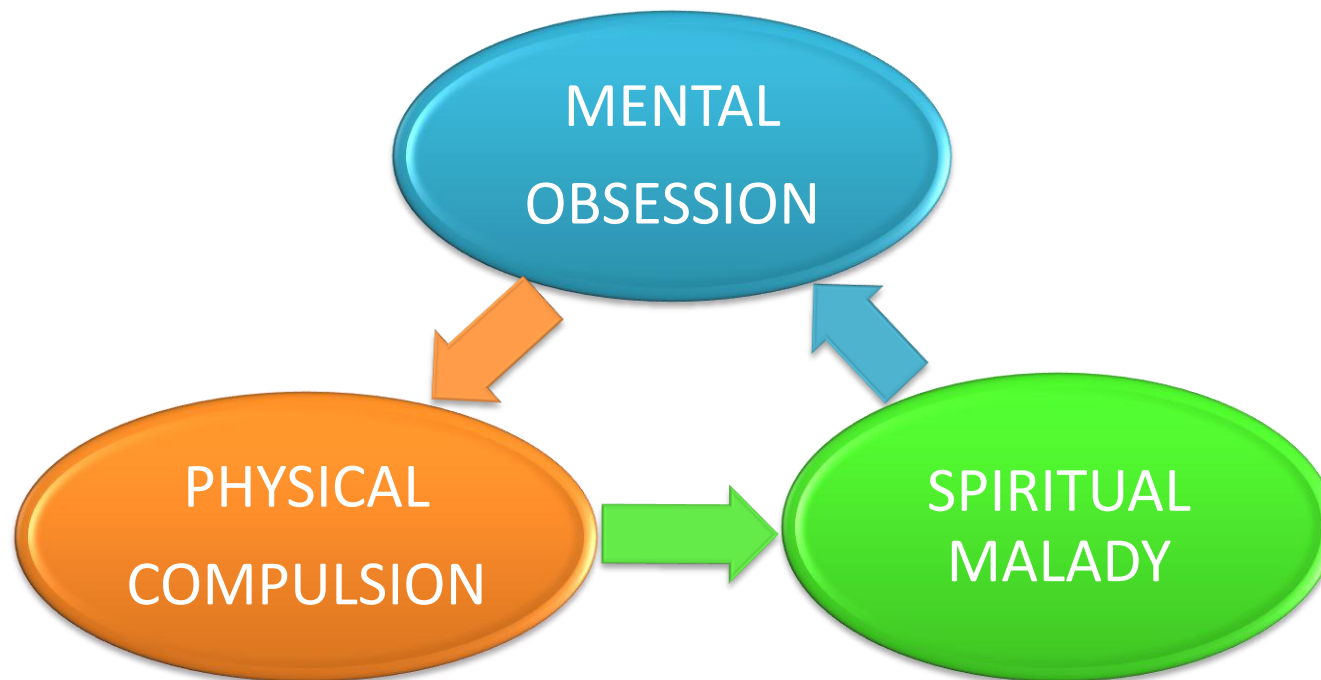 MENTAL
OBSESSION
PHYSICAL
COMPULSION
SPIRITUAL
MALADY